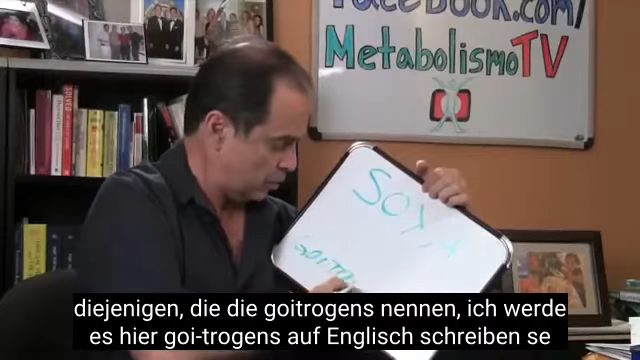 facebook.com/
MetabolismoTV
SOYA
GOITR
diejenigen, die die goitrogens nennen, ich werde
es hier goi-trogens auf Englisch schreiben se